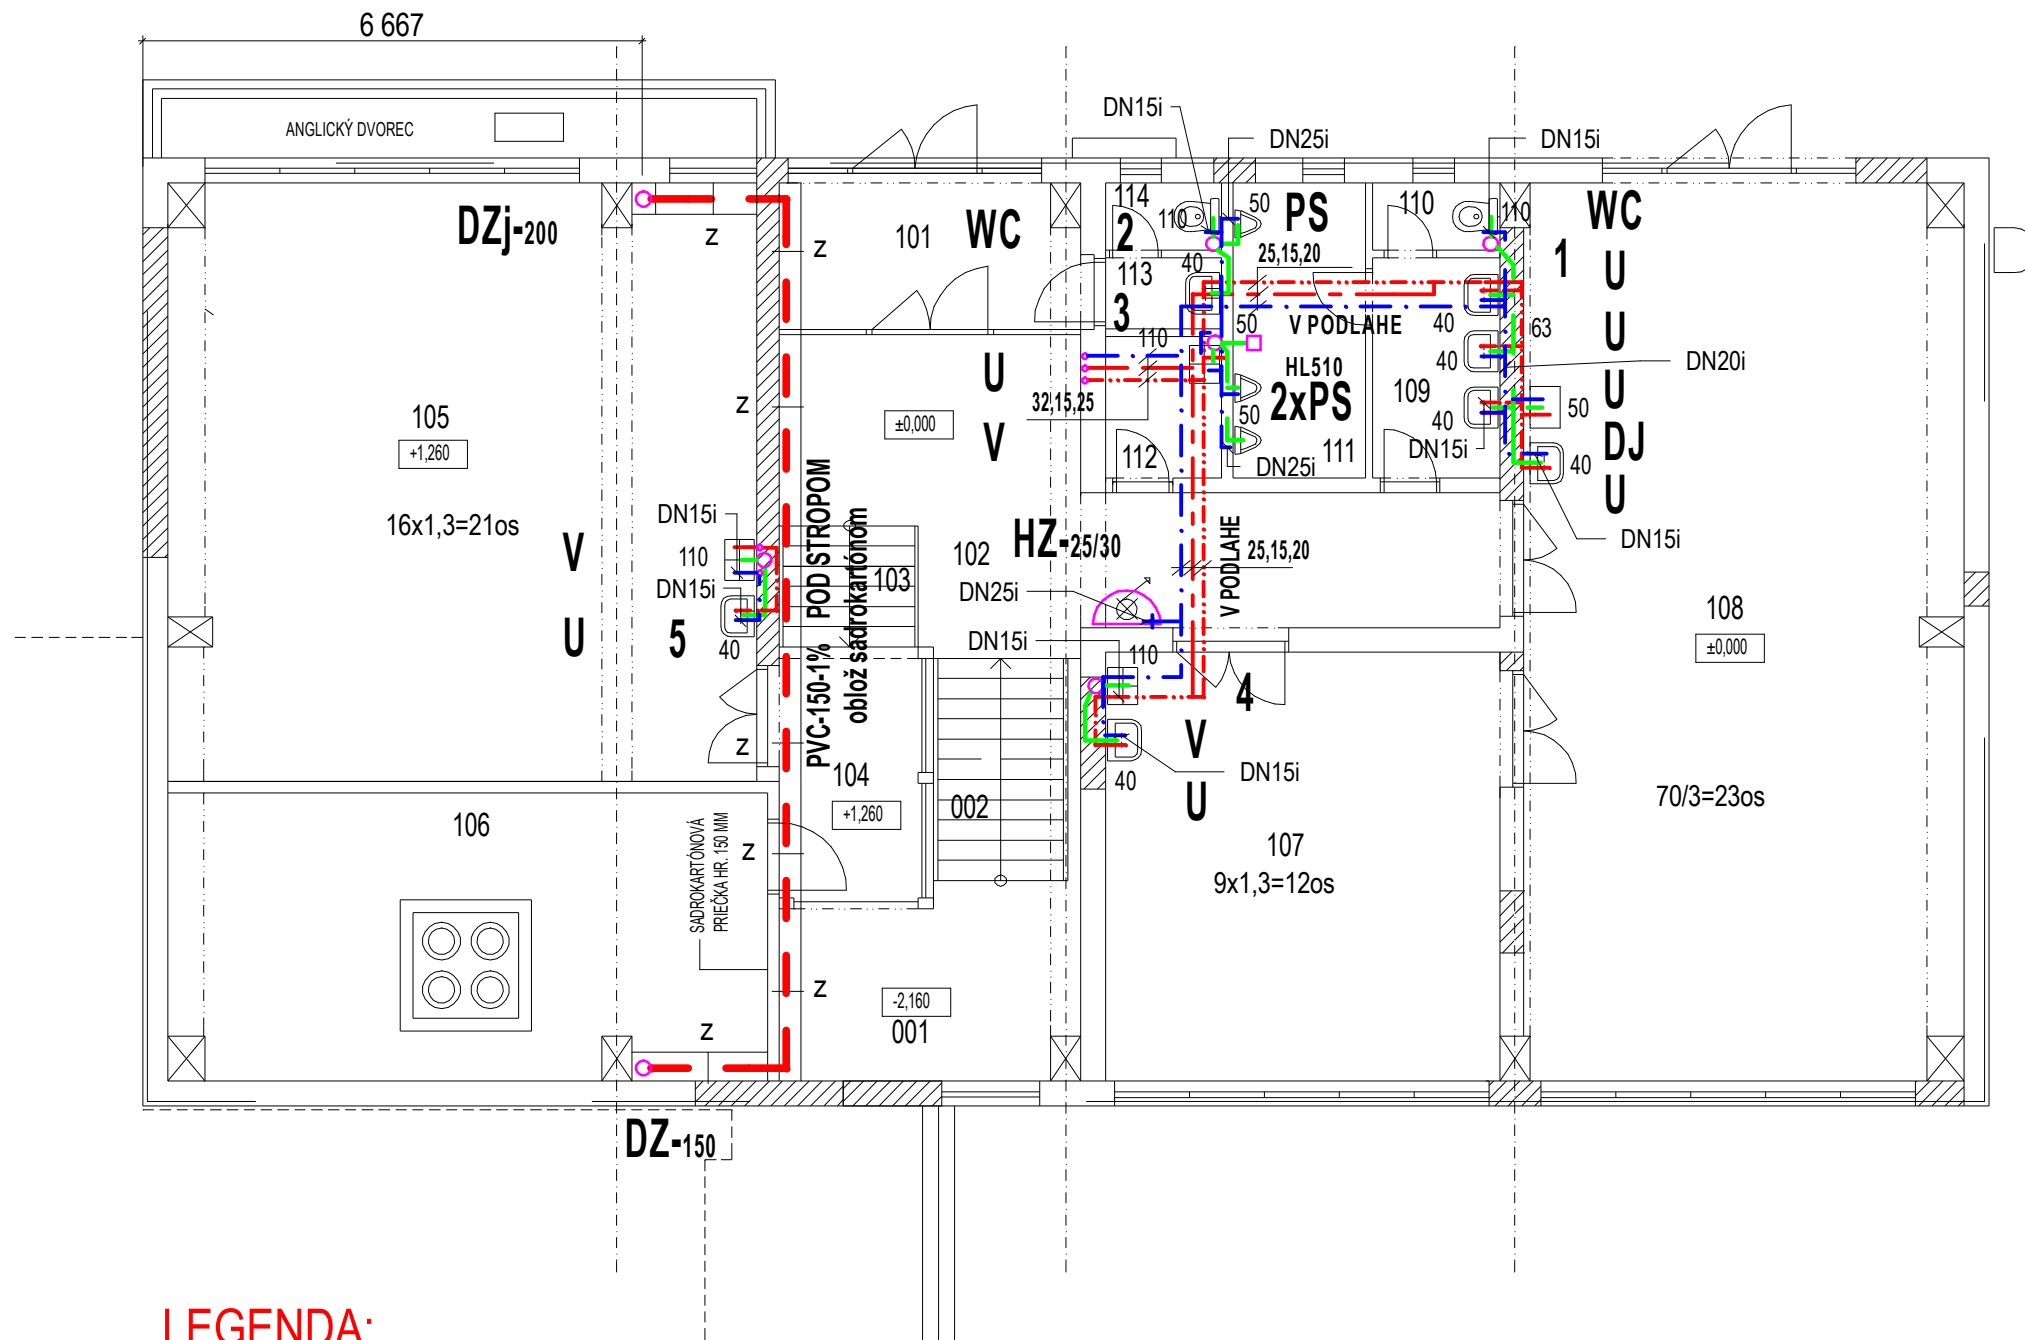 6 667
ANGLICKÝ DVOREC
DN15i
DN25i
DN15i
DZj-200
z
z
101
WC
114
2
110
50
PS
110
110
WC
1
U
U
U
DJ
U
25,15,20
40
113
3
50
110
V PODLAHE
HL510
2xPS
32,15,25
50
112
DN25i
111
109
40
40
40
63
DN20i
50
40
DN15i
DN15i
105
+1,260
16x1,3=21os
z
±0,000
U
V
V
U
5
DN15i
110
DN15i
40
PVC-150-1% POD STROPOM
oblož sadrokartónom
103
102
HZ-25/30
DN25i
V PODLAHE
25,15,20
DN15i
110
4
V
U
DN15i
40
108
±0,000
70/3=23os
z
104
+1,260
002
106
SADROKARTÓNOVÁ
PRIEČKA HR. 150 MM
z
107
9x1,3=12os
z
-2,160
001
z
DZ-150
LEGENDA: